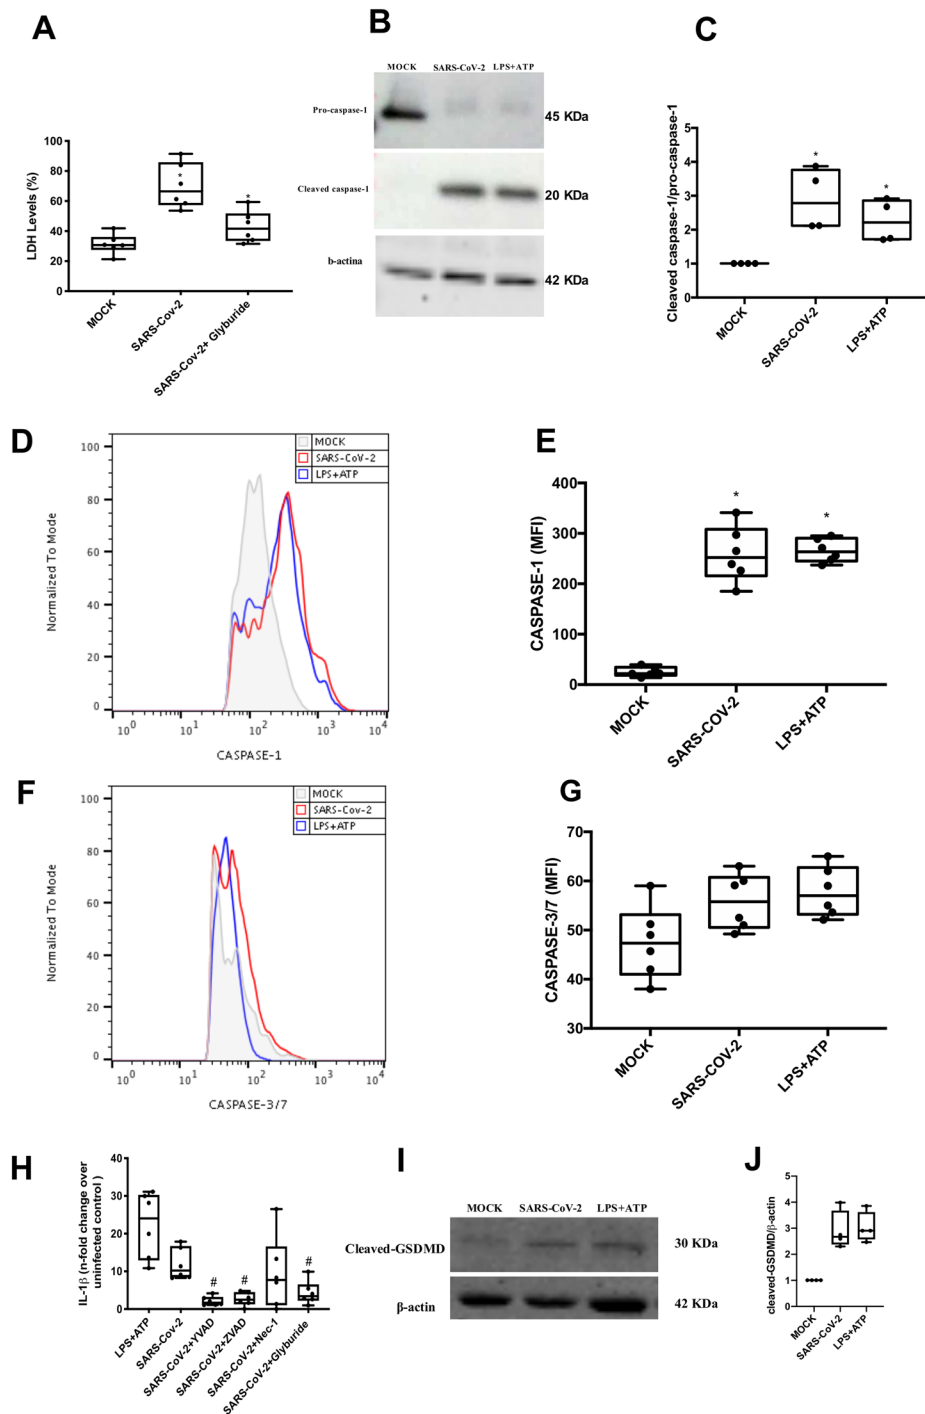 A
LDH Levels (%)
100
80
60
40
20
0
*
*
MOCK
SARS-Cov-2
SARS-Cov-2+ Glyburide
B
MOCK SARS-CoV-2 LPS+ATP
Pro-caspase-1 45 KDa
Cleaved caspase-1 20 KDa
b-actina 42 KDa
C
Cleaved caspase-1/pro-caspase-1
5
4
3
2
1
0
*
*
MOCK
SARS-COV-2
LPS+ATP
D
MOCK
SARS-CoV-2
LPS+ATP
Normalized To Mode
100
80
60
40
20
0
10^0 10^1 10^2 10^3 10^4
CASPASE-1
E
CASPASE-1 (MFI)
400
300
200
100
0
*
*
MOCK
SARS-COV-2
LPS+ATP
F
MOCK
SARS-Cov-2
LPS+ATP
Normalized To Mode
100
80
60
40
20
0
10^0 10^1 10^2 10^3 10^4
CASPASE-3/7
G
CASPASE-3/7 (MFI)
70
60
50
40
30
MOCK
SARS-COV-2
LPS+ATP
H
IL-1β (n-fold change over
uninfected control )
40
30
20
10
0
# # #
LPS+ATP
SARS-Cov-2
SARS-CoV-2+YVAD
SARS-CoV-2+ZVAD
SARS-CoV-2+Nec-1
SARS-CoV-2+Glyburide
I
MOCK SARS-CoV-2 LPS+ATP
Cleaved-GSDMD 30 KDa
β-actin 42 KDa
J
cleaved-GSDMD/β-actin
5
4
3
2
1
0
MOCK
SARS-CoV-2
LPS+ATP